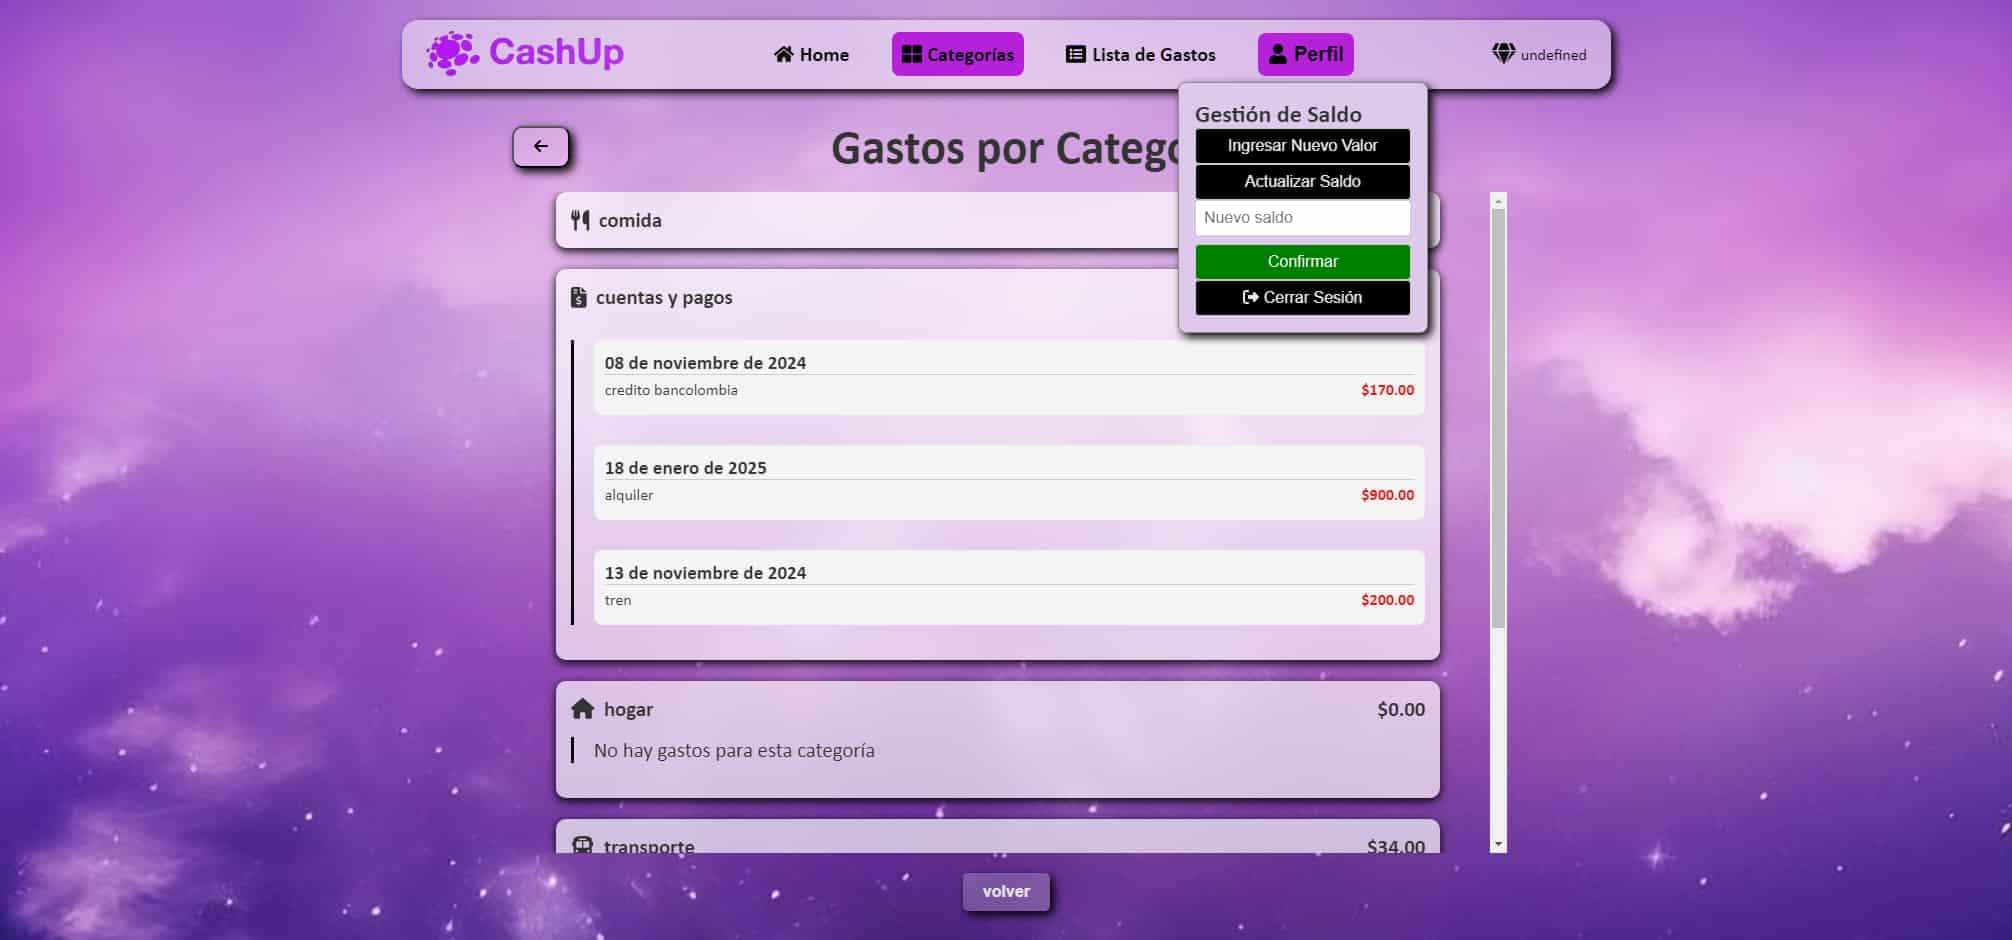 CashUp
Home
Categorías
Lista de Gastos
Perfil
undefined
Gastos por Catego
Gestión de Saldo
Ingresar Nuevo Valor
Actualizar Saldo
Nuevo saldo
Confirmar
Cerrar Sesión
comida
cuentas y pagos
08 de noviembre de 2024
credito bancolombia $170.00
18 de enero de 2025
alquiler $900.00
13 de noviembre de 2024
tren $200.00
hogar $0.00
No hay gastos para esta categoría
transporte $34.00
volver